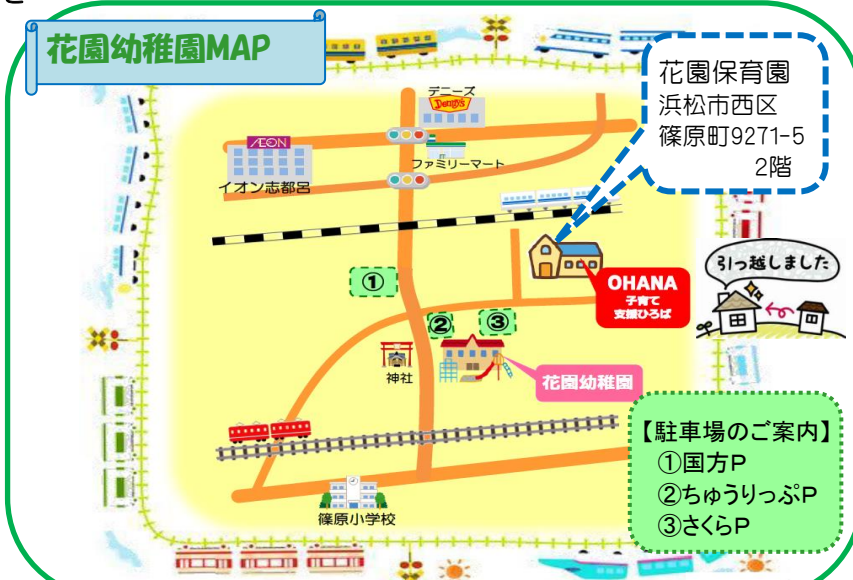 花園幼稚園MAP
花園保育園
浜松市西区
篠原町9271-5
2階
デニーズ
Denny's
ÆON
イオン志都呂
ファミリーマート
引っ越しました
①
OHANA
子育て
支援ひろば
②
③
神社
花園幼稚園
【駐車場のご案内】
①国方P
②ちゅうりっぷP
③さくらP
篠原小学校